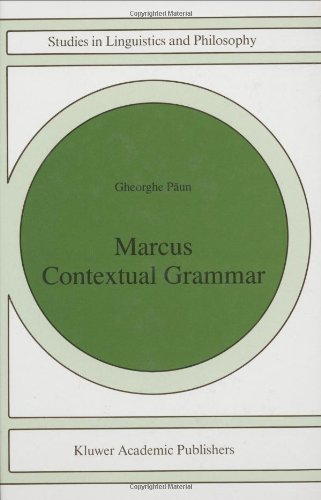 Studies in Linguistics and Philosophy
Gheorghe Păun
Marcus
Contextual Grammar
Kluwer Academic Publishers